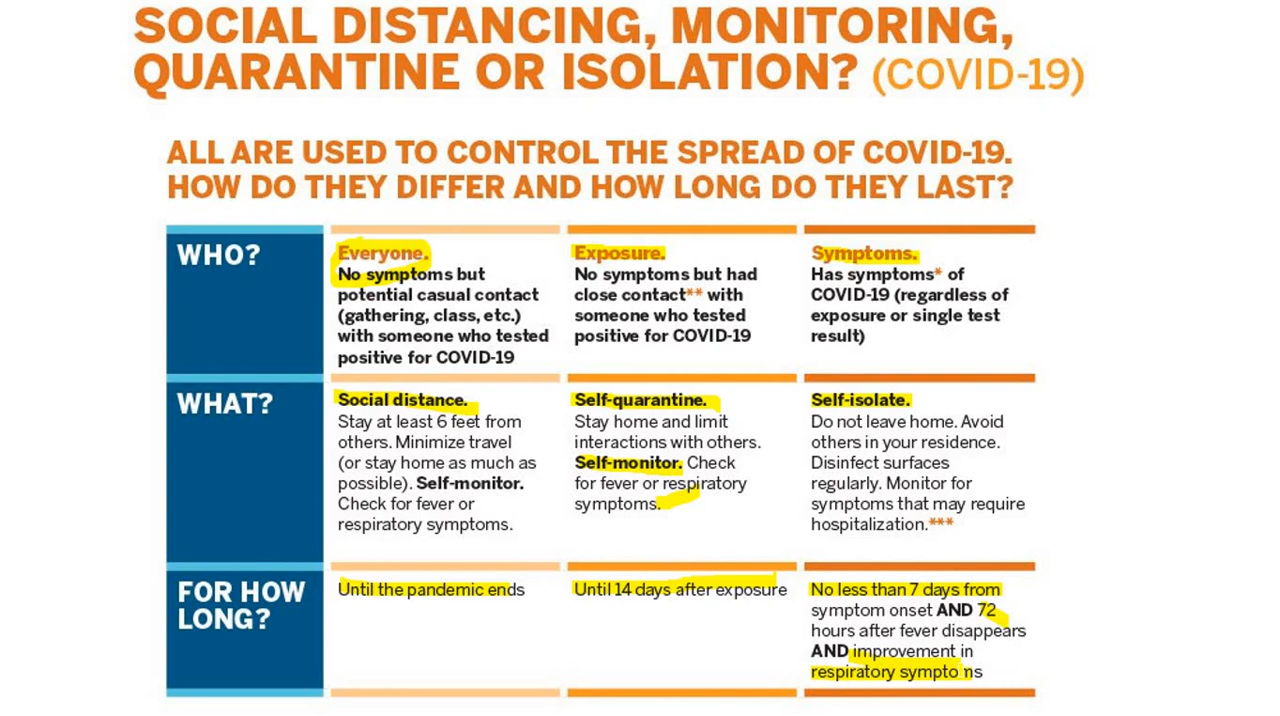 SOCIAL DISTANCING, MONITORING,
QUARANTINE OR ISOLATION? (COVID-19)
ALL ARE USED TO CONTROL THE SPREAD OF COVID-19.
HOW DO THEY DIFFER AND HOW LONG DO THEY LAST?
WHO?
Everyone.
No symptoms but
potential casual contact
(gathering, class, etc.)
with someone who tested
positive for COVID-19
Exposure.
No symptoms but had
close contact** with
someone who tested
positive for COVID-19
Symptoms.
Has symptoms* of
COVID-19 (regardless of
exposure or single test
result)
WHAT?
Social distance.
Stay at least 6 feet from
others. Minimize travel
(or stay home as much as
possible). Self-monitor.
Check for fever or
respiratory symptoms.
Self-quarantine.
Stay home and limit
interactions with others.
Self-monitor. Check
for fever or respiratory
symptoms.
Self-isolate.
Do not leave home. Avoid
others in your residence.
Disinfect surfaces
regularly. Monitor for
symptoms that may require
hospitalization.***
FOR HOW
LONG?
Until the pandemic ends
Until 14 days after exposure
No less than 7 days from
symptom onset AND 72
hours after fever disappears
AND improvement in
respiratory symptoms